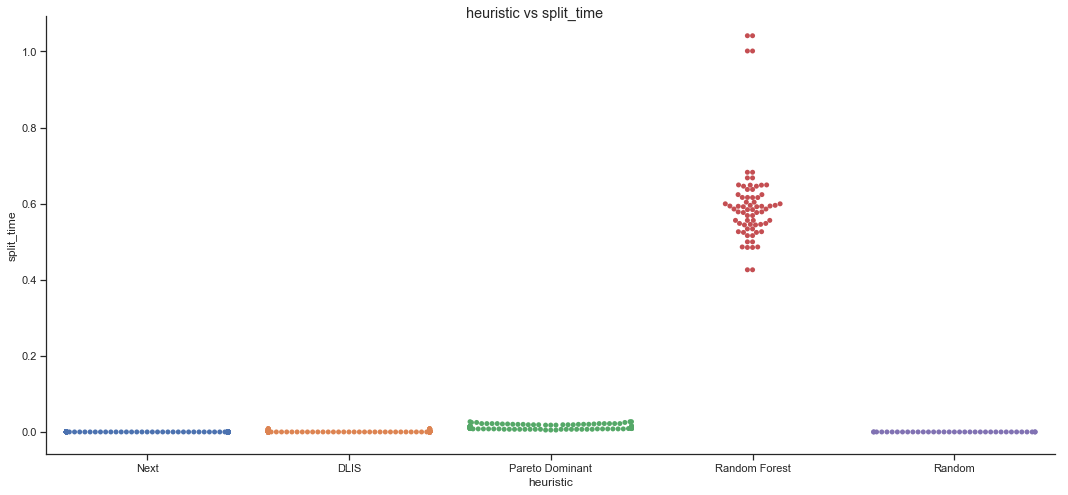 heuristic vs split_time
1.0
0.8
0.6
0.4
0.2
0.0
split_time
Next DLIS Pareto Dominant Random Forest Random
heuristic